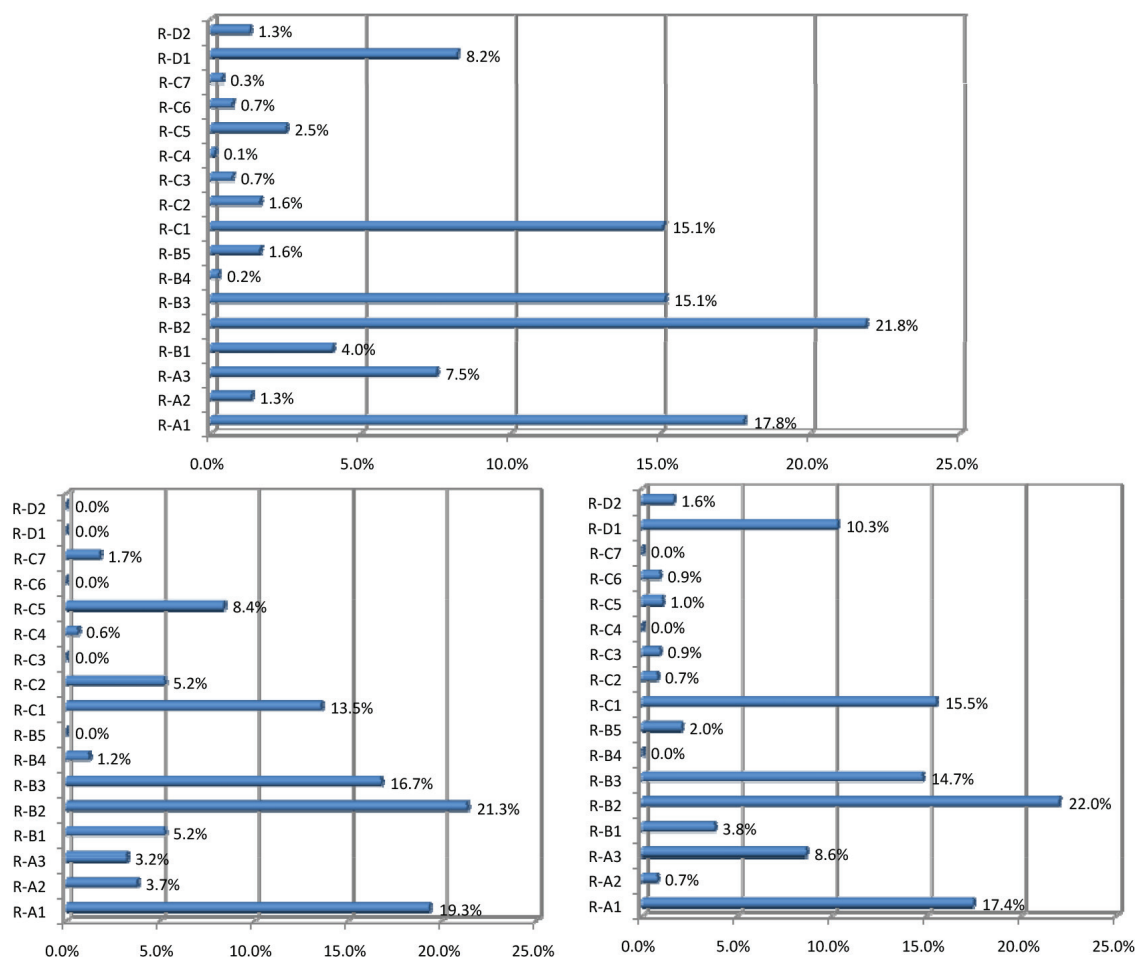 R-D2 1.3%
R-D1 8.2%
R-C7 0.3%
R-C6 0.7%
R-C5 2.5%
R-C4 0.1%
R-C3 0.7%
R-C2 1.6%
R-C1 15.1%
R-B5 1.6%
R-B4 0.2%
R-B3 15.1%
R-B2 21.8%
R-B1 4.0%
R-A3 7.5%
R-A2 1.3%
R-A1 17.8%
0.0% 5.0% 10.0% 15.0% 20.0% 25.0%
R-D2 0.0%
R-D1 0.0%
R-C7 1.7%
R-C6 0.0%
R-C5 8.4%
R-C4 0.6%
R-C3 0.0%
R-C2 5.2%
R-C1 13.5%
R-B5 0.0%
R-B4 1.2%
R-B3 16.7%
R-B2 21.3%
R-B1 5.2%
R-A3 3.2%
R-A2 3.7%
R-A1 19.3%
0.0% 5.0% 10.0% 15.0% 20.0% 25.0%
R-D2 1.6%
R-D1 10.3%
R-C7 0.0%
R-C6 0.9%
R-C5 1.0%
R-C4 0.0%
R-C3 0.9%
R-C2 0.7%
R-C1 15.5%
R-B5 2.0%
R-B4 0.0%
R-B3 14.7%
R-B2 22.0%
R-B1 3.8%
R-A3 8.6%
R-A2 0.7%
R-A1 17.4%
0.0% 5.0% 10.0% 15.0% 20.0% 25.0%